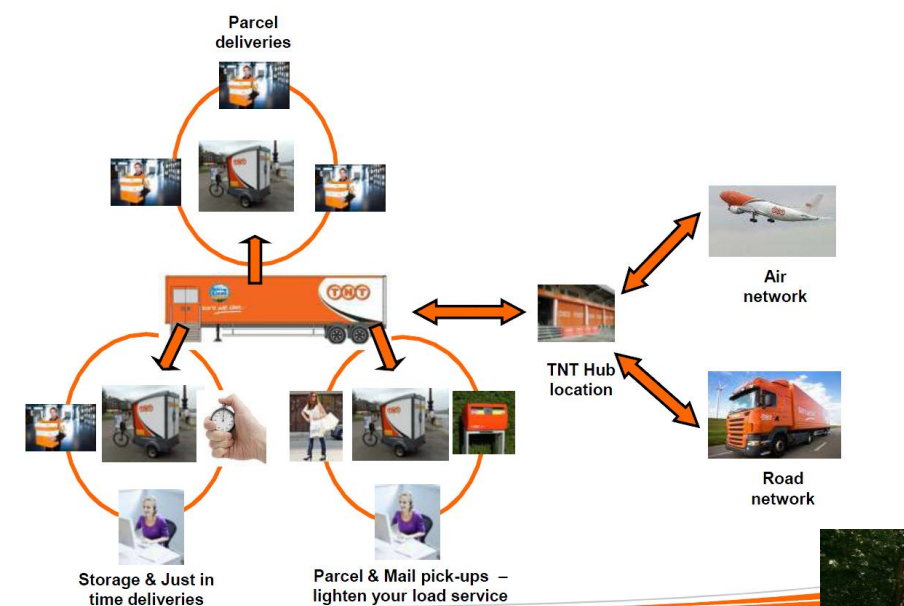 Parcel
deliveries
TNT
Air
network
TNT Hub
location
Road
network
Storage & Just in
time deliveries
Parcel & Mail pick-ups –
lighten your load service